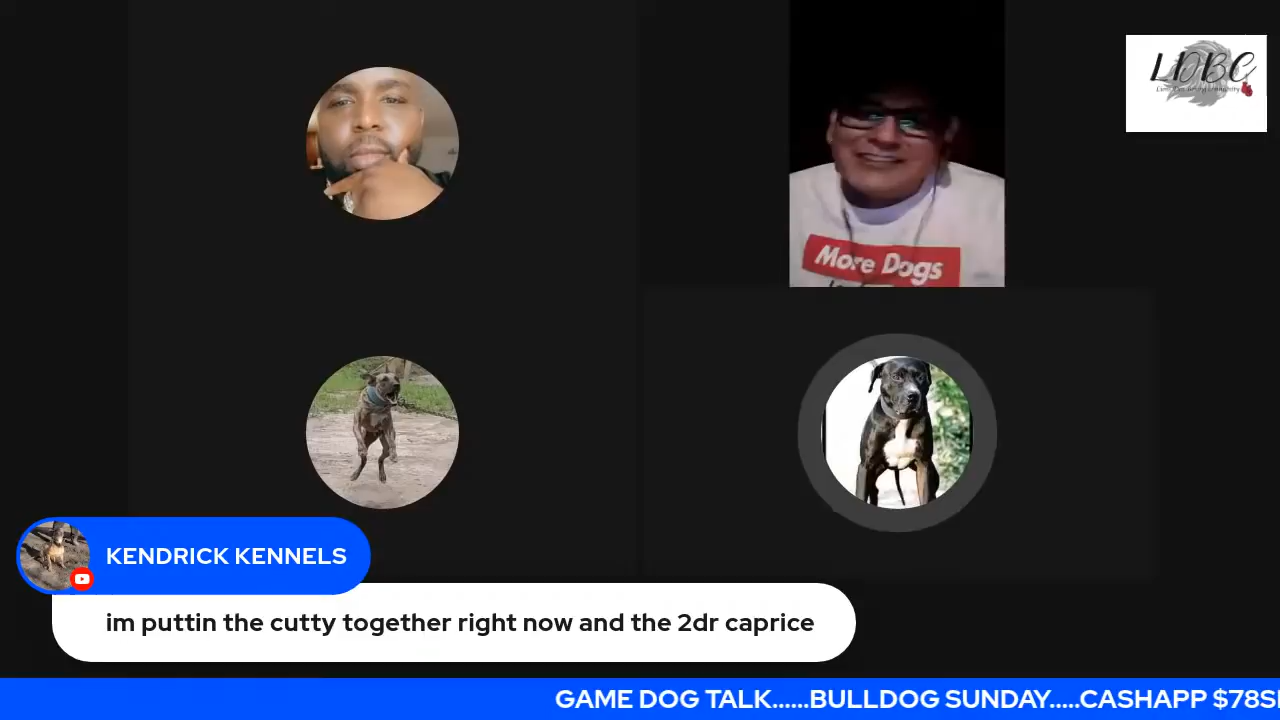 LDBC
More Dogs
KENDRICK KENNELS
im puttin the cutty together right now and the 2dr caprice
GAME DOG TALK......BULLDOG SUNDAY.....CASHAPP $78S